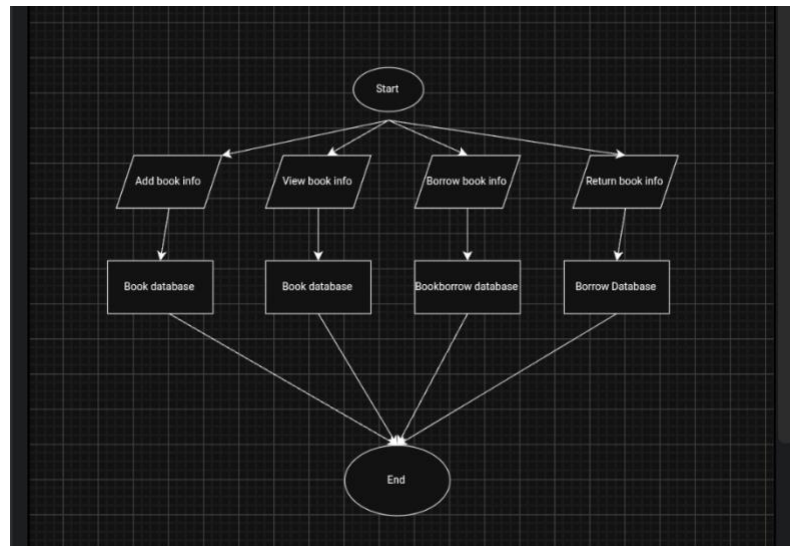 Start
Add book info
View book info
Borrow book info
Return book info
Book database
Book database
Bookborrow database
Borrow Database
End